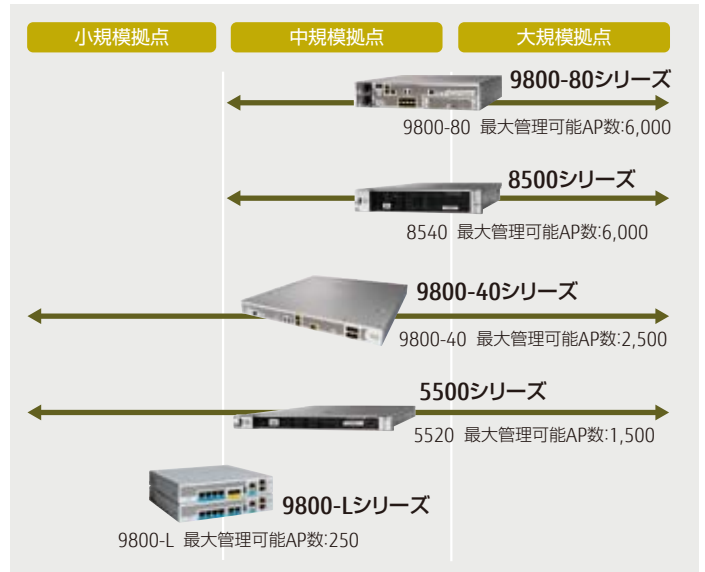 小規模拠点
中規模拠点
大規模拠点
9800-80シリーズ
9800-80 最大管理可能AP数:6,000
8500シリーズ
8540 最大管理可能AP数:6,000
9800-40シリーズ
9800-40 最大管理可能AP数:2,500
5500シリーズ
5520 最大管理可能AP数:1,500
9800-Lシリーズ
9800-L 最大管理可能AP数:250